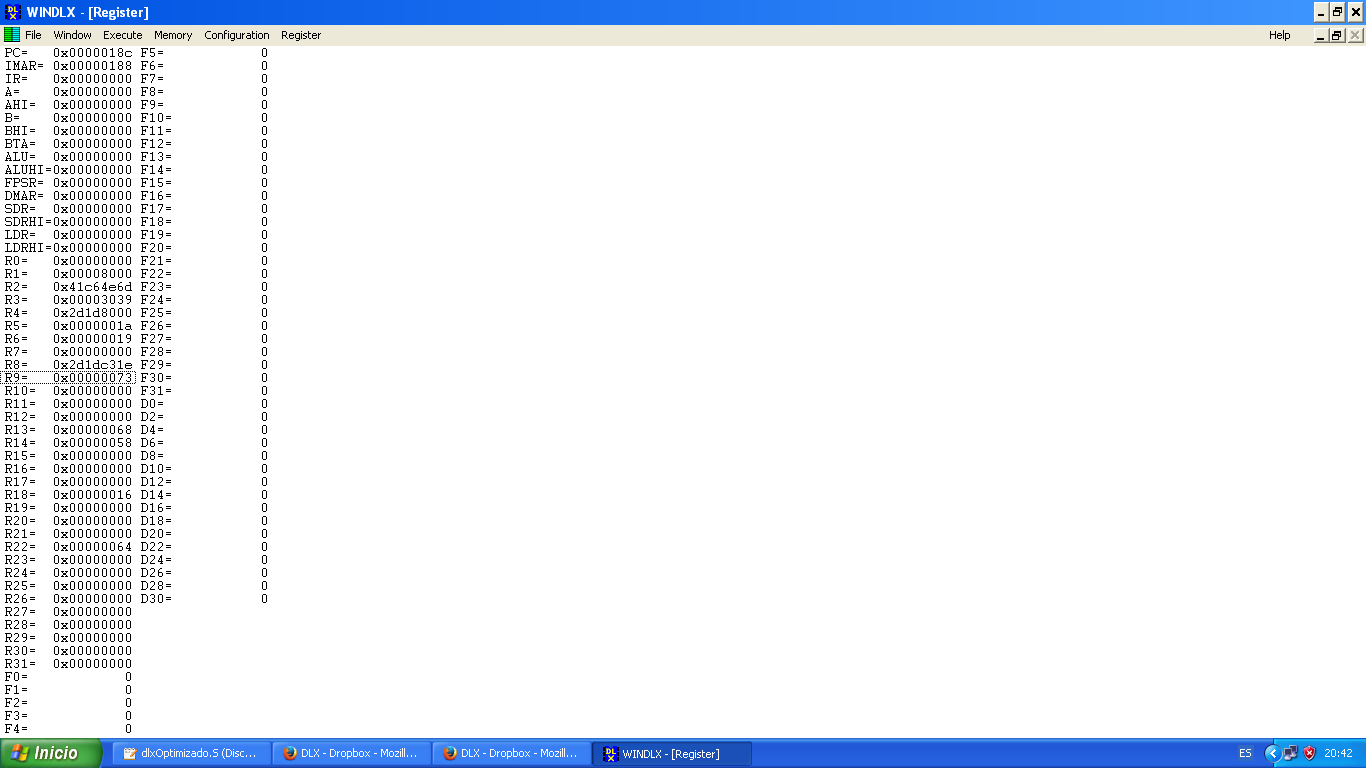 WINDLX - [Register]
File Window Execute Memory Configuration Register Help
PC= 0x0000018c F5= 0
IMAR= 0x00000188 F6= 0
IR= 0x00000000 F7= 0
A= 0x00000000 F8= 0
AHI= 0x00000000 F9= 0
B= 0x00000000 F10= 0
BHI= 0x00000000 F11= 0
BTA= 0x00000000 F12= 0
ALU= 0x00000000 F13= 0
ALUHI=0x00000000 F14= 0
FPSR= 0x00000000 F15= 0
DMAR= 0x00000000 F16= 0
SDR= 0x00000000 F17= 0
SDRHI=0x00000000 F18= 0
LDR= 0x00000000 F19= 0
LDRHI=0x00000000 F20= 0
R0= 0x00000000 F21= 0
R1= 0x00008000 F22= 0
R2= 0x41c64e6d F23= 0
R3= 0x00003039 F24= 0
R4= 0x2d1d8000 F25= 0
R5= 0x0000001a F26= 0
R6= 0x00000019 F27= 0
R7= 0x00000000 F28= 0
R8= 0x2d1dc31e F29= 0
R9= 0x00000073 F30= 0
R10= 0x00000000 F31= 0
R11= 0x00000000 D0= 0
R12= 0x00000000 D2= 0
R13= 0x00000068 D4= 0
R14= 0x00000058 D6= 0
R15= 0x00000000 D8= 0
R16= 0x00000000 D10= 0
R17= 0x00000000 D12= 0
R18= 0x00000016 D14= 0
R19= 0x00000000 D16= 0
R20= 0x00000000 D18= 0
R21= 0x00000000 D20= 0
R22= 0x00000064 D22= 0
R23= 0x00000000 D24= 0
R24= 0x00000000 D26= 0
R25= 0x00000000 D28= 0
R26= 0x00000000 D30= 0
R27= 0x00000000
R28= 0x00000000
R29= 0x00000000
R30= 0x00000000
R31= 0x00000000
F0= 0
F1= 0
F2= 0
F3= 0
F4= 0
Inicio dlxOptimizado.S (Disc... DLX - Dropbox - Mozill... DLX - Dropbox - Mozill... WINDLX - [Register] ES 20:42